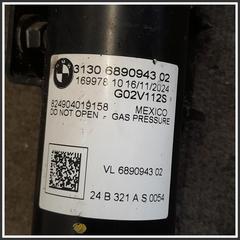 3130 6890943 02
169978 10 16/11/2024
G02V112S
824904019158 MEXICO
DO NOT OPEN - GAS PRESSURE
VL 6890943 02
24 B 321 A S 0054